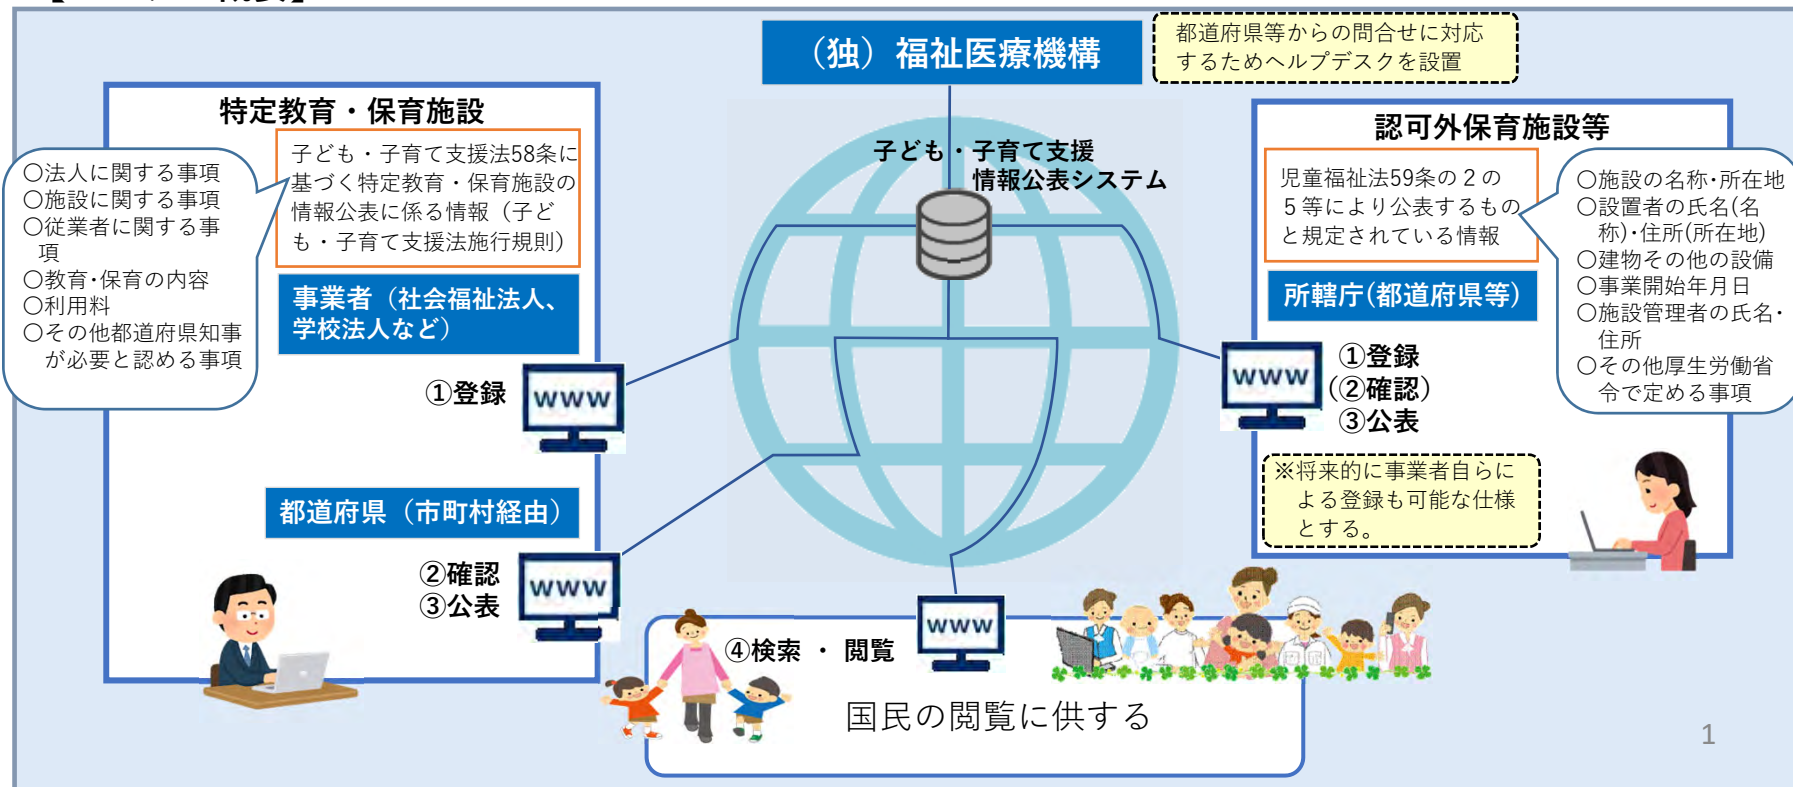 （独）福祉医療機構
都道府県等からの問合せに対応
するためヘルプデスクを設置
特定教育・保育施設
子ども・子育て支援法58条に
基づく特定教育・保育施設の
情報公表に係る情報（子ど
も・子育て支援法施行規則）
〇法人に関する事項
〇施設に関する事項
〇従業者に関する事
項
〇教育･保育の内容
〇利用料
〇その他都道府県知事
が必要と認める事項
事業者（社会福祉法人、
学校法人など）
①登録
www
都道府県（市町村経由）
②確認
③公表
www
子ども・子育て支援
情報公表システム
認可外保育施設等
児童福祉法59条の２の
５等により公表するもの
と規定されている情報
〇施設の名称･所在地
〇設置者の氏名(名
称)･住所(所在地)
〇建物その他の設備
〇事業開始年月日
〇施設管理者の氏名･
住所
〇その他厚生労働省
令で定める事項
所轄庁(都道府県等)
www
①登録
(②確認)
③公表
※将来的に事業者自らに
よる登録も可能な仕様
とする。
④検索 ・ 閲覧
www
国民の閲覧に供する
1